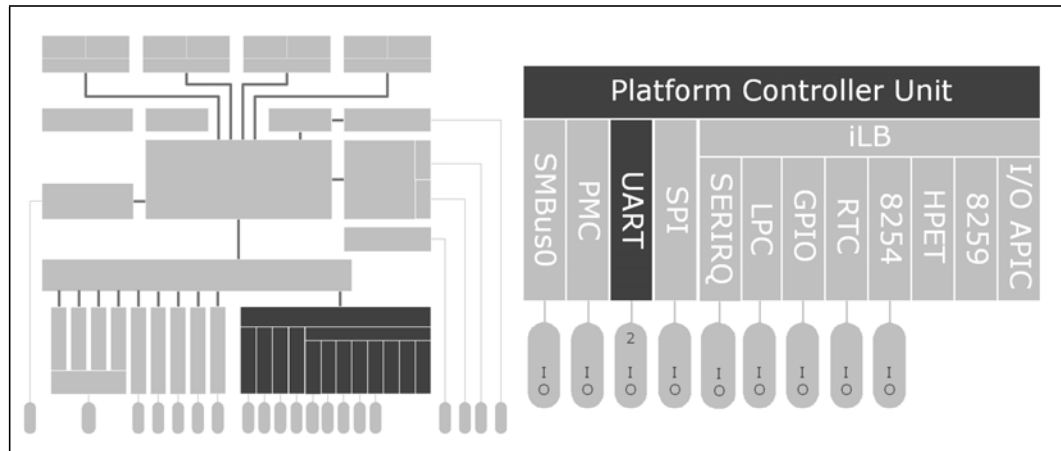 Platform Controller Unit
iLB
SMBus0
PMC
UART
SPI
SERIRQ
LPC
GPIO
RTC
8254
HPET
8259
I/O APIC
I O
I O
2 I O
I O
I O
I O
I O
I O
I O